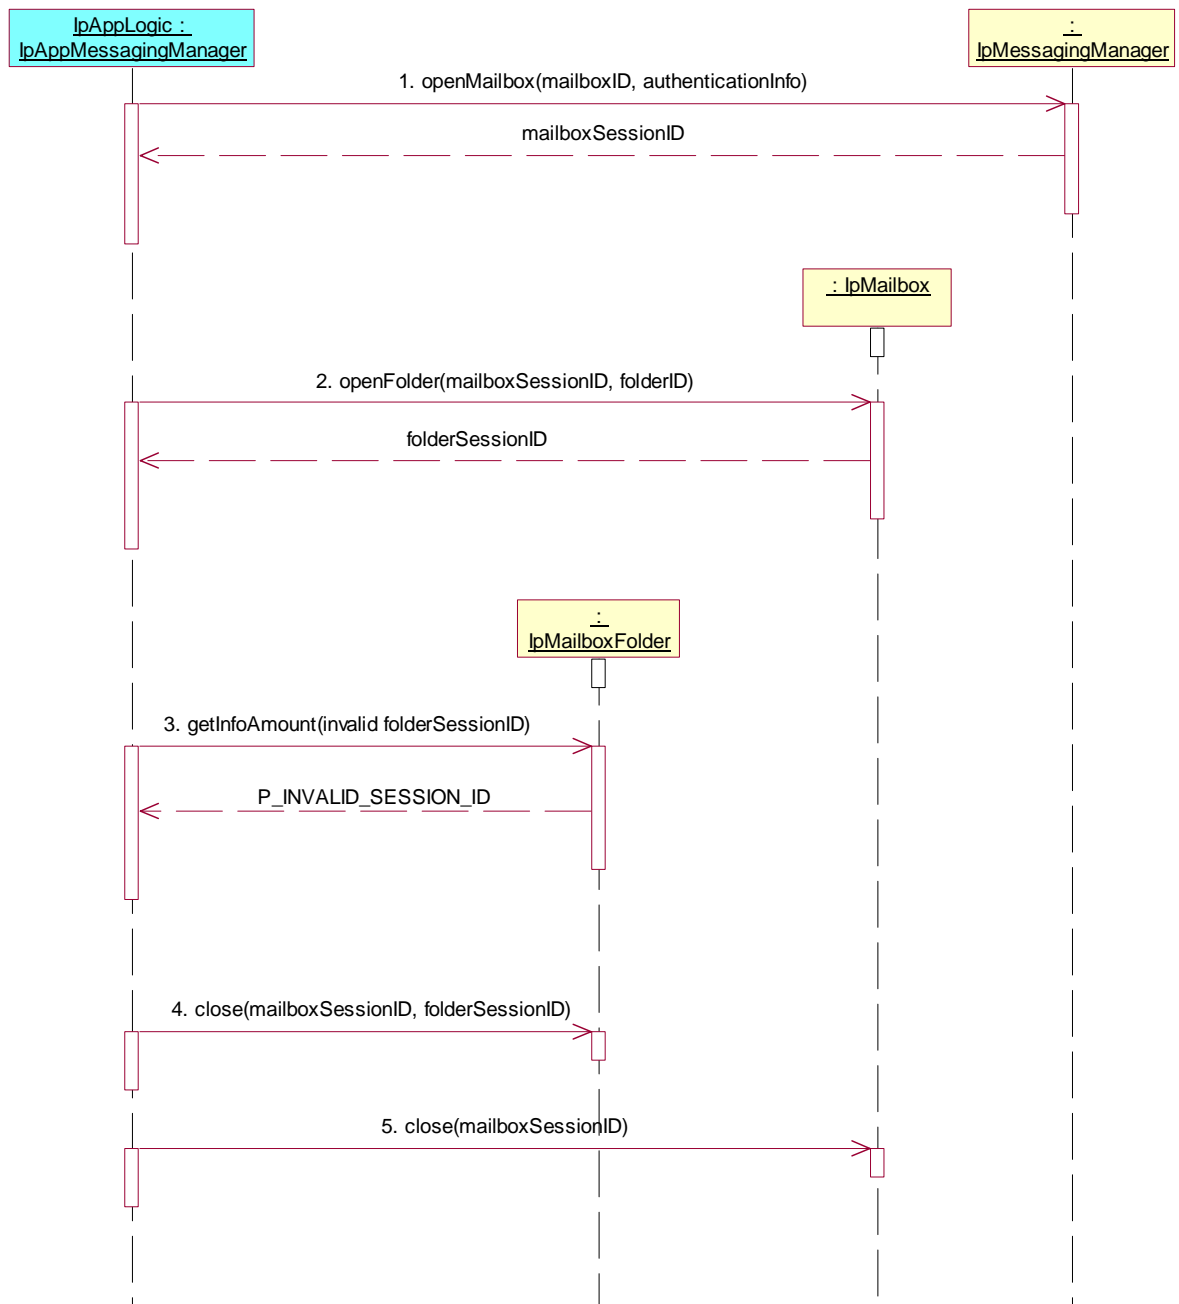 IpAppLogic :
IpAppMessagingManager
:
IpMessagingManager
1. openMailbox(mailboxID, authenticationInfo)
mailboxSessionID
: IpMailbox
2. openFolder(mailboxSessionID, folderID)
folderSessionID
:
IpMailboxFolder
3. getInfoAmount(invalid folderSessionID)
P_INVALID_SESSION_ID
4. close(mailboxSessionID, folderSessionID)
5. close(mailboxSessionID)